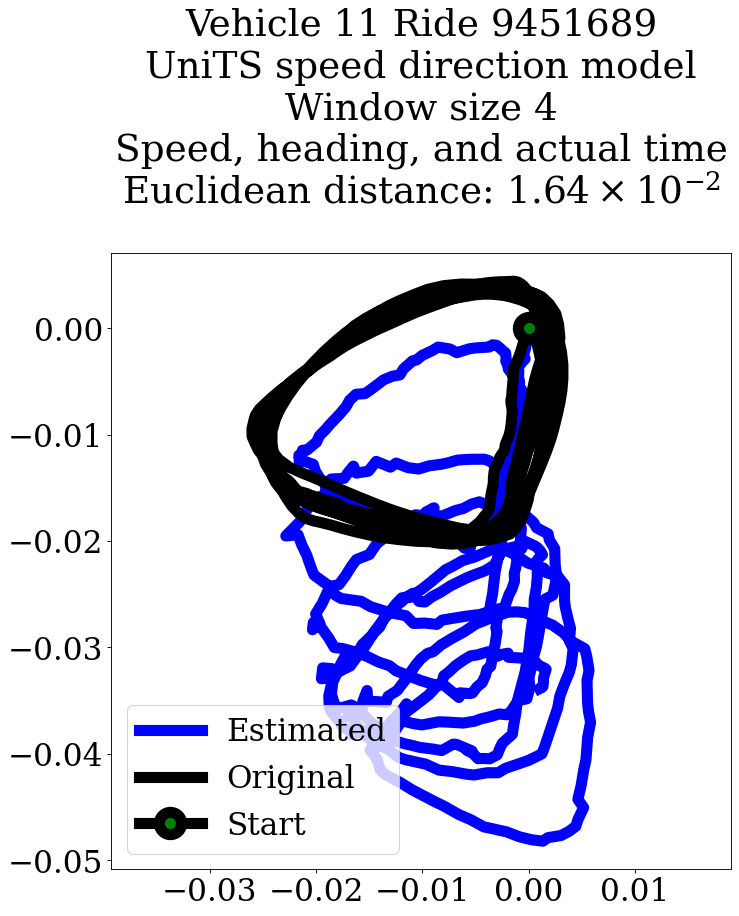 Vehicle 11 Ride 9451689
UniTS speed direction model
Window size 4
Speed, heading, and actual time
Euclidean distance: 1.64 × 10⁻²
0.00
−0.01
−0.02
−0.03
−0.04
−0.05
Estimated
Original
Start
−0.03 −0.02 −0.01 0.00 0.01